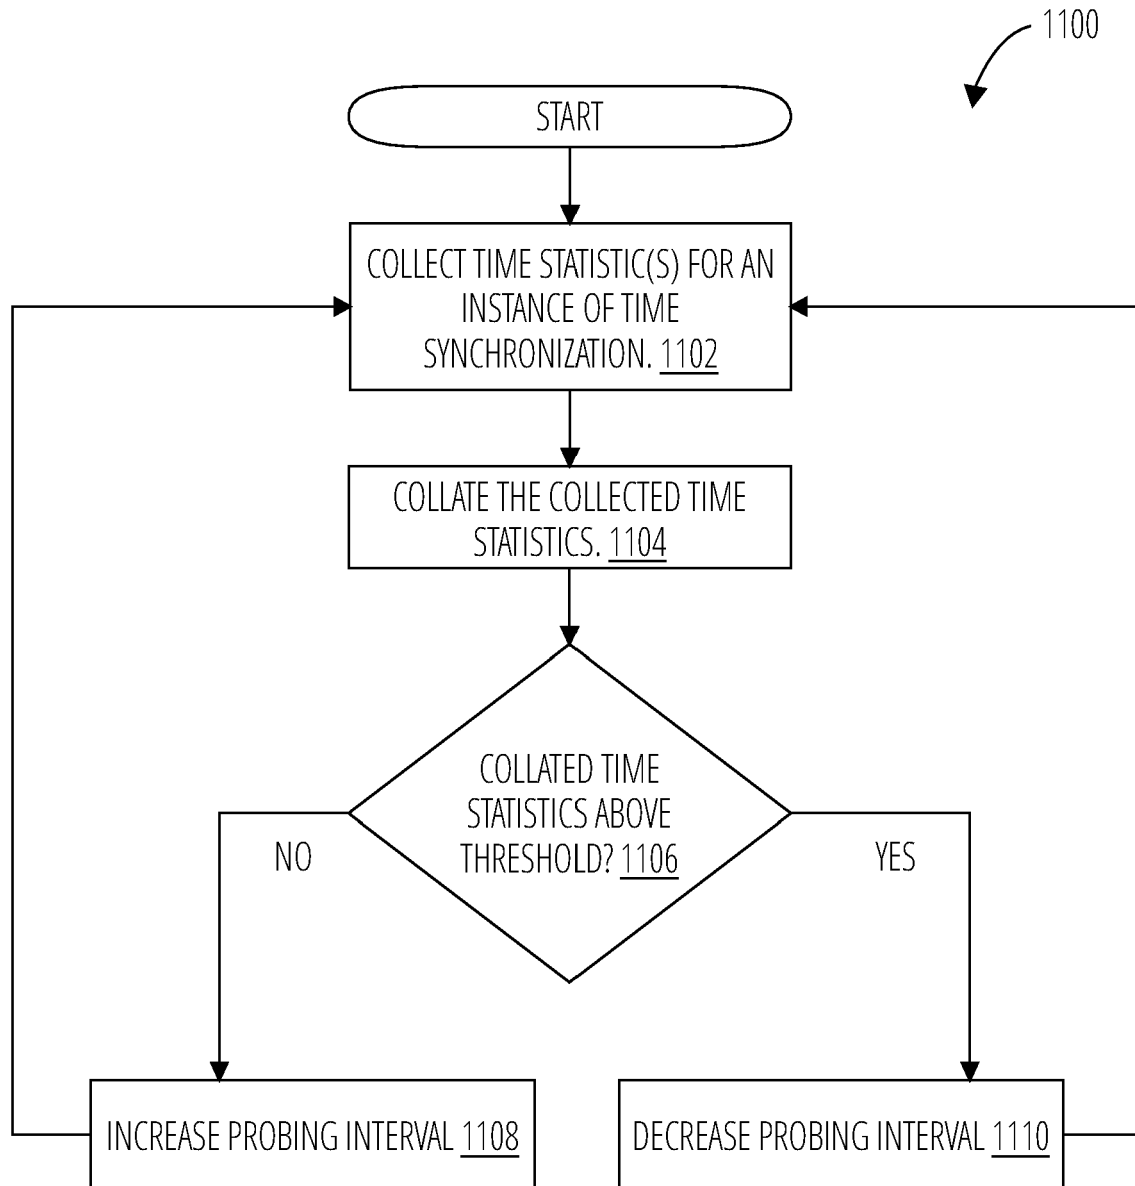 1100
START
COLLECT TIME STATISTIC(S) FOR AN
INSTANCE OF TIME
SYNCHRONIZATION. 1102
COLLATE THE COLLECTED TIME
STATISTICS. 1104
COLLATED TIME
STATISTICS ABOVE
THRESHOLD? 1106
NO
YES
INCREASE PROBING INTERVAL 1108
DECREASE PROBING INTERVAL 1110